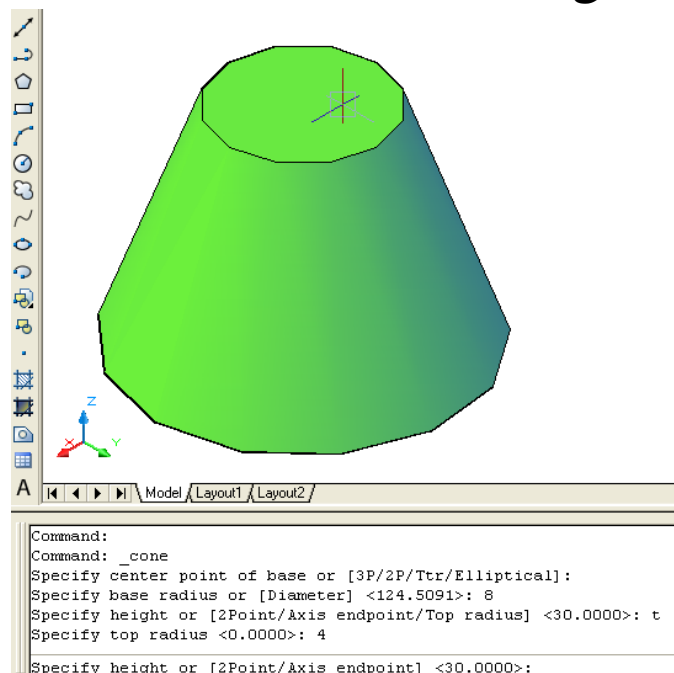 g
Z
X Y
A
Model Layout1 Layout2
Command:
Command: _cone
Specify center point of base or [3P/2P/Ttr/Elliptical]:
Specify base radius or [Diameter] <124.5091>: 8
Specify height or [2Point/Axis endpoint/Top radius] <30.0000>: t
Specify top radius <0.0000>: 4
Specify height or [2Point/Axis endpoint] <30.0000>: